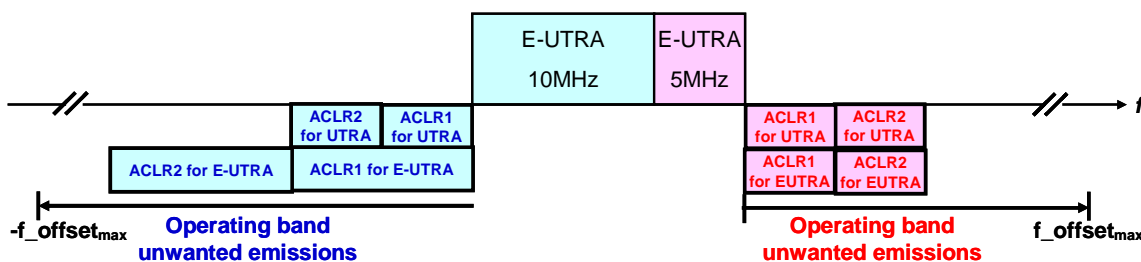 E-UTRA
10MHz
E-UTRA
5MHz
f
ACLR2
for UTRA
ACLR1
for UTRA
ACLR1
for UTRA
ACLR2
for UTRA
ACLR2 for E-UTRA
ACLR1 for E-UTRA
ACLR1
for EUTRA
ACLR2
for EUTRA
-f_offsetmax
Operating band
unwanted emissions
Operating band
unwanted emissions
f_offsetmax